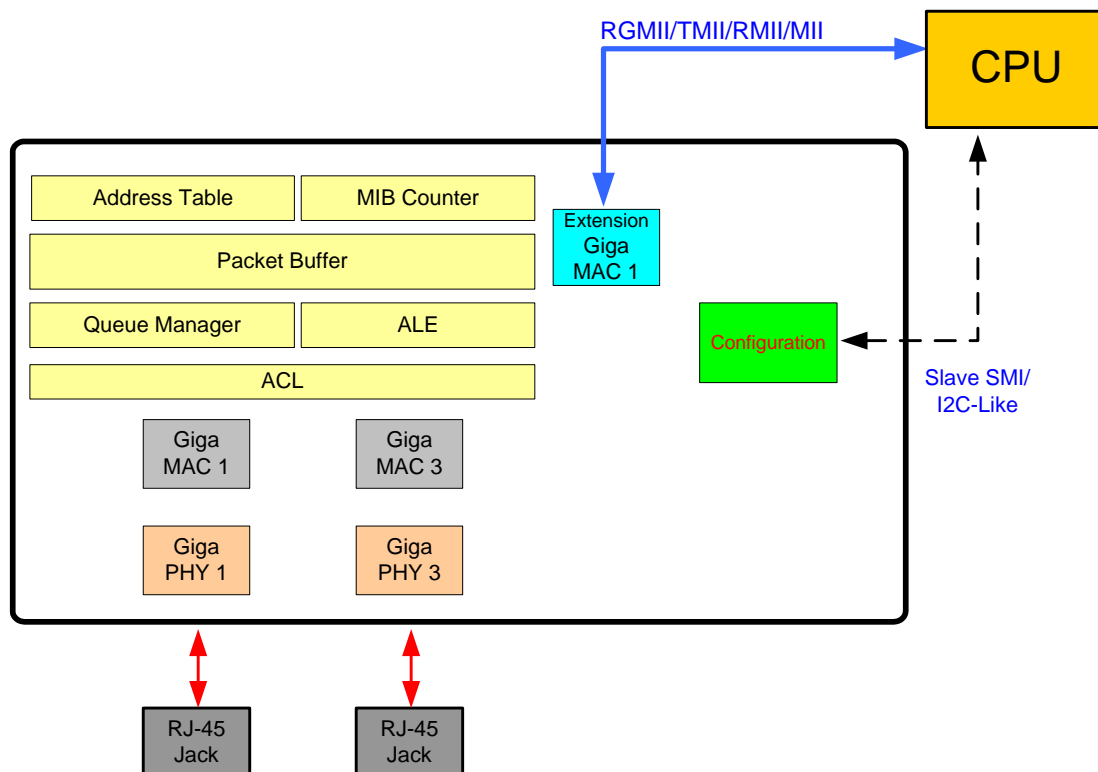 RGMII/TMII/RMII/MII
CPU
Address Table
MIB Counter
Extension
Giga
MAC 1
Packet Buffer
Queue Manager
ALE
Configuration
ACL
Slave SMI/
I2C-Like
Giga
MAC 1
Giga
MAC 3
Giga
PHY 1
Giga
PHY 3
RJ-45
Jack
RJ-45
Jack